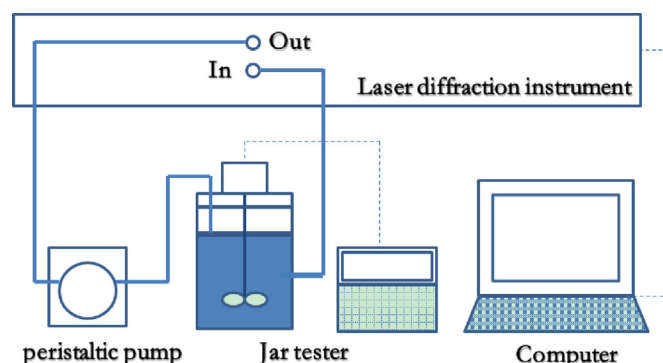 Out
In
Laser diffraction instrument
peristaltic pump
Jar tester
Computer